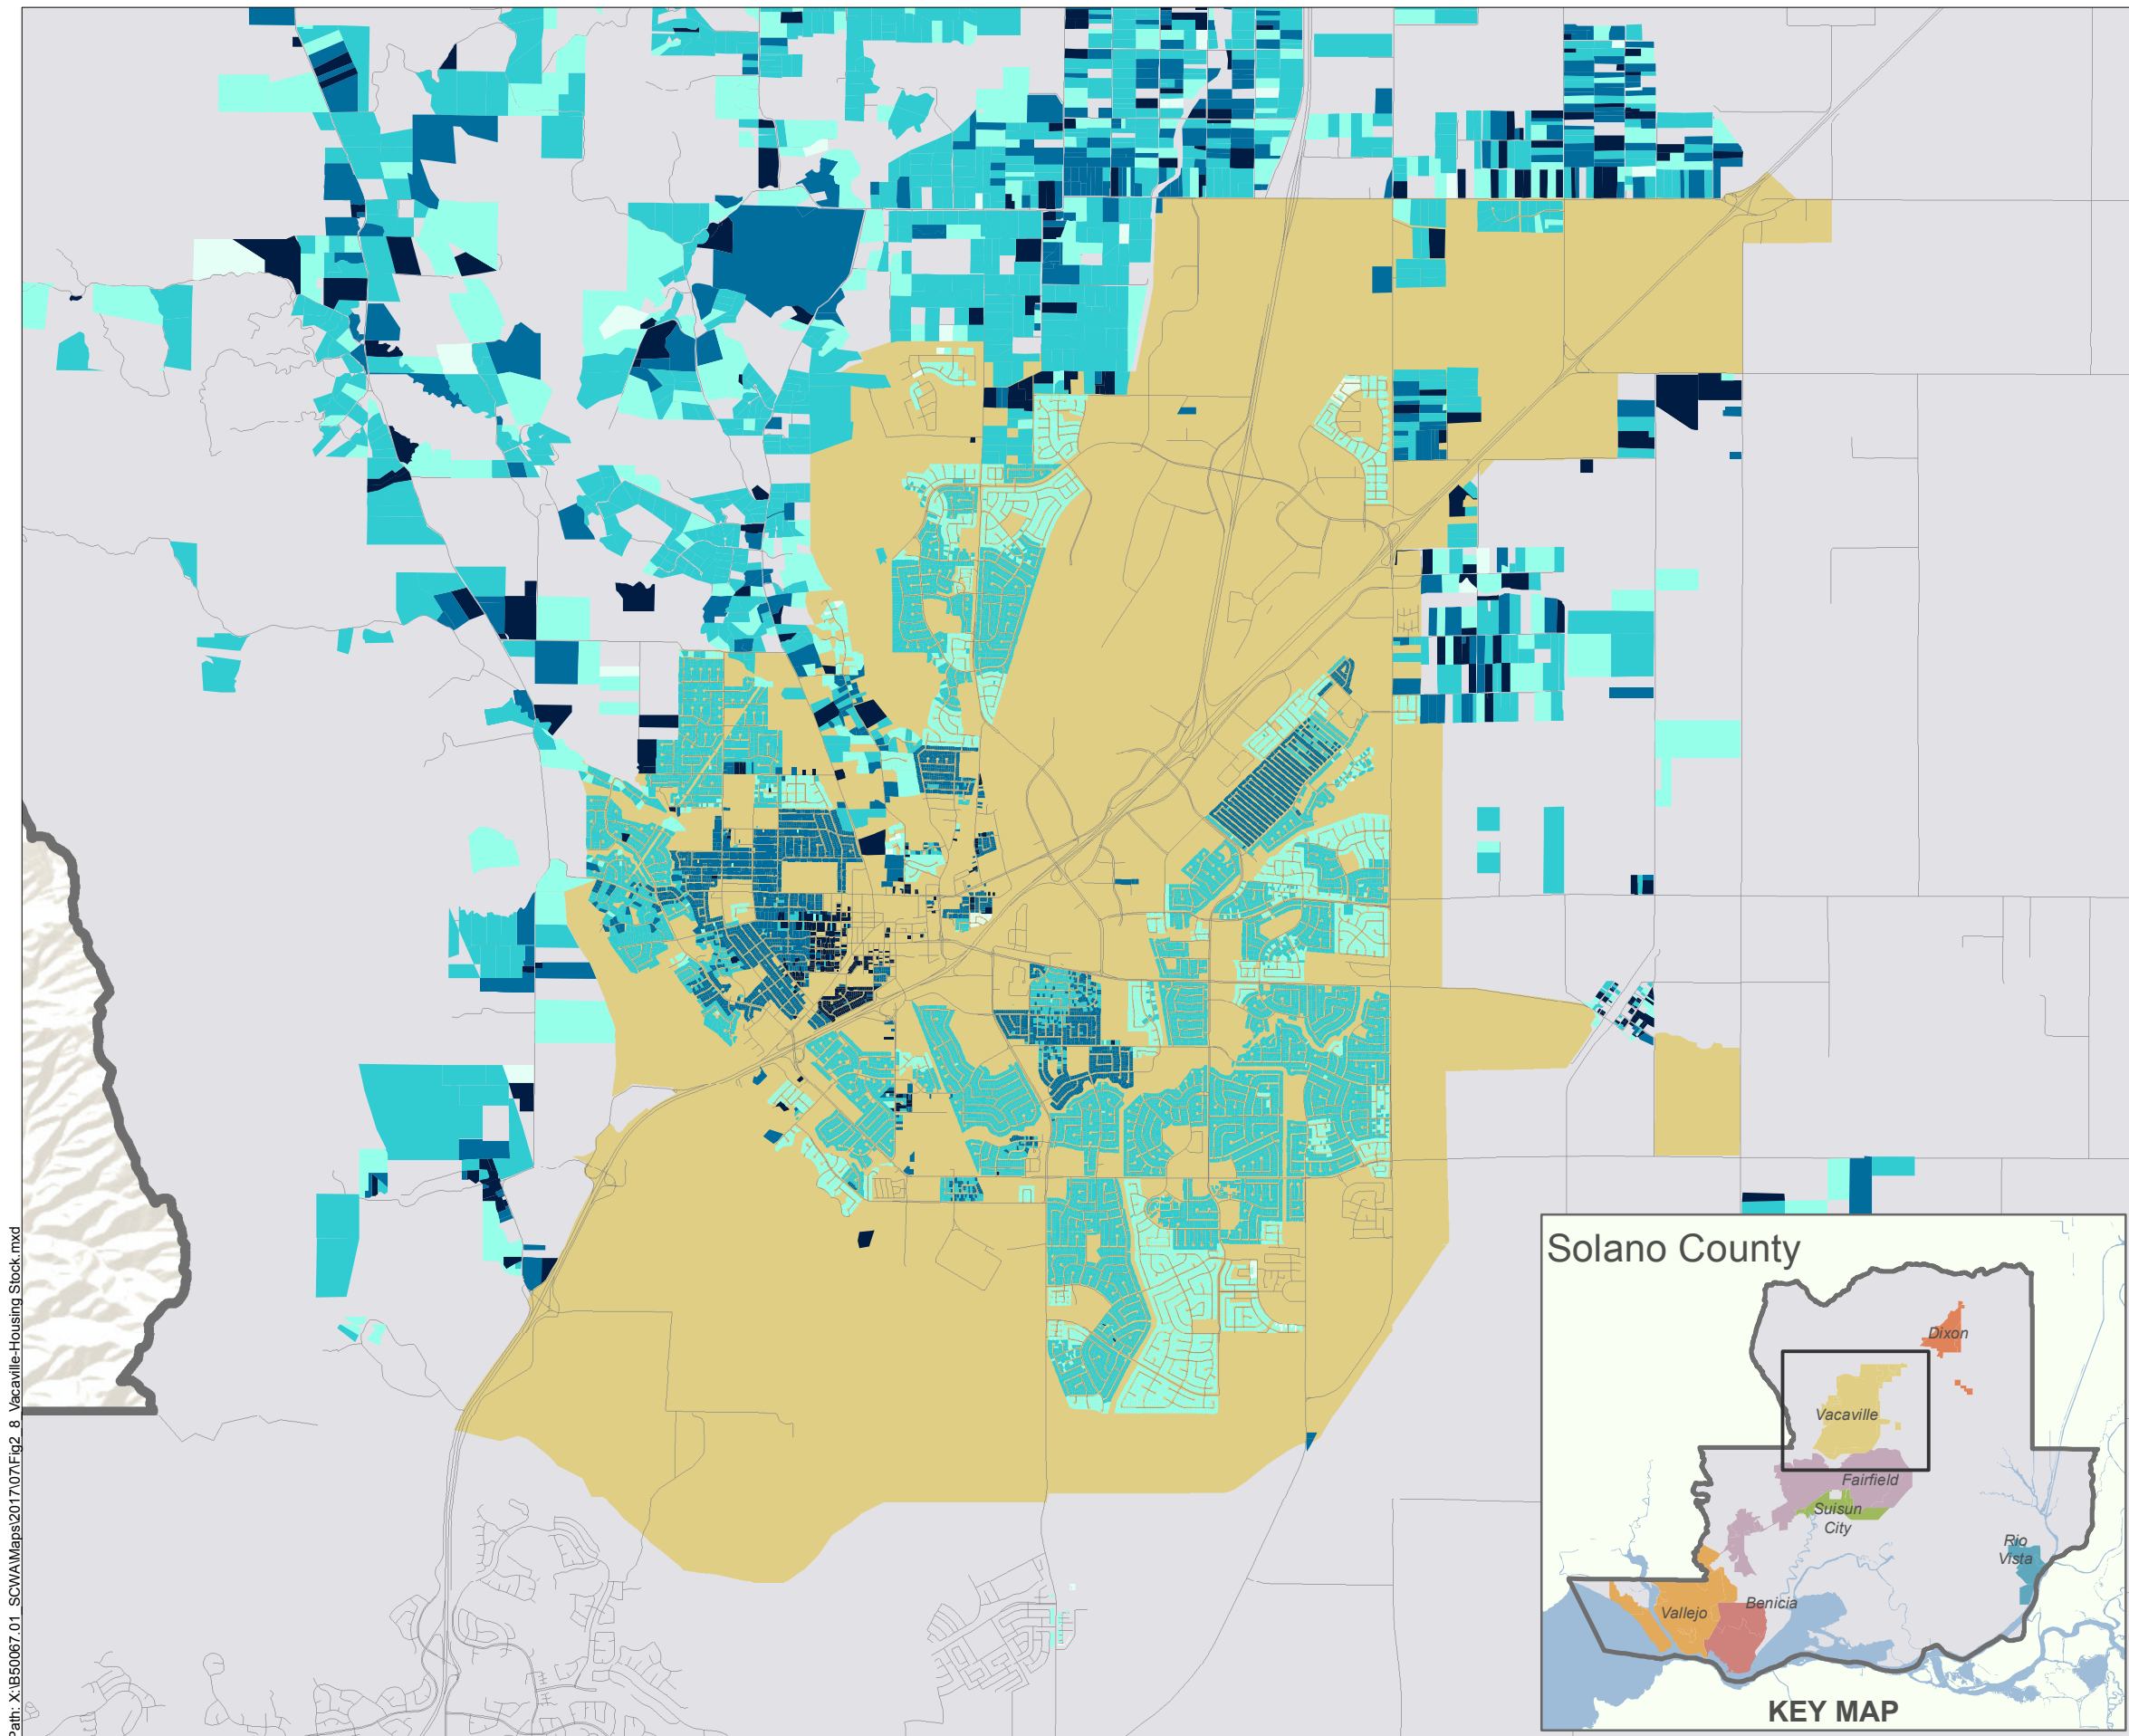 Path: X:\B50067.01_SCWA\Maps\2017\07\Fig2_8_Vacaville-Housing Stock.mxd
Solano County
Dixon
Vacaville
Fairfield
Suisun
City
Rio
Vista
Benicia
Vallejo
KEY MAP